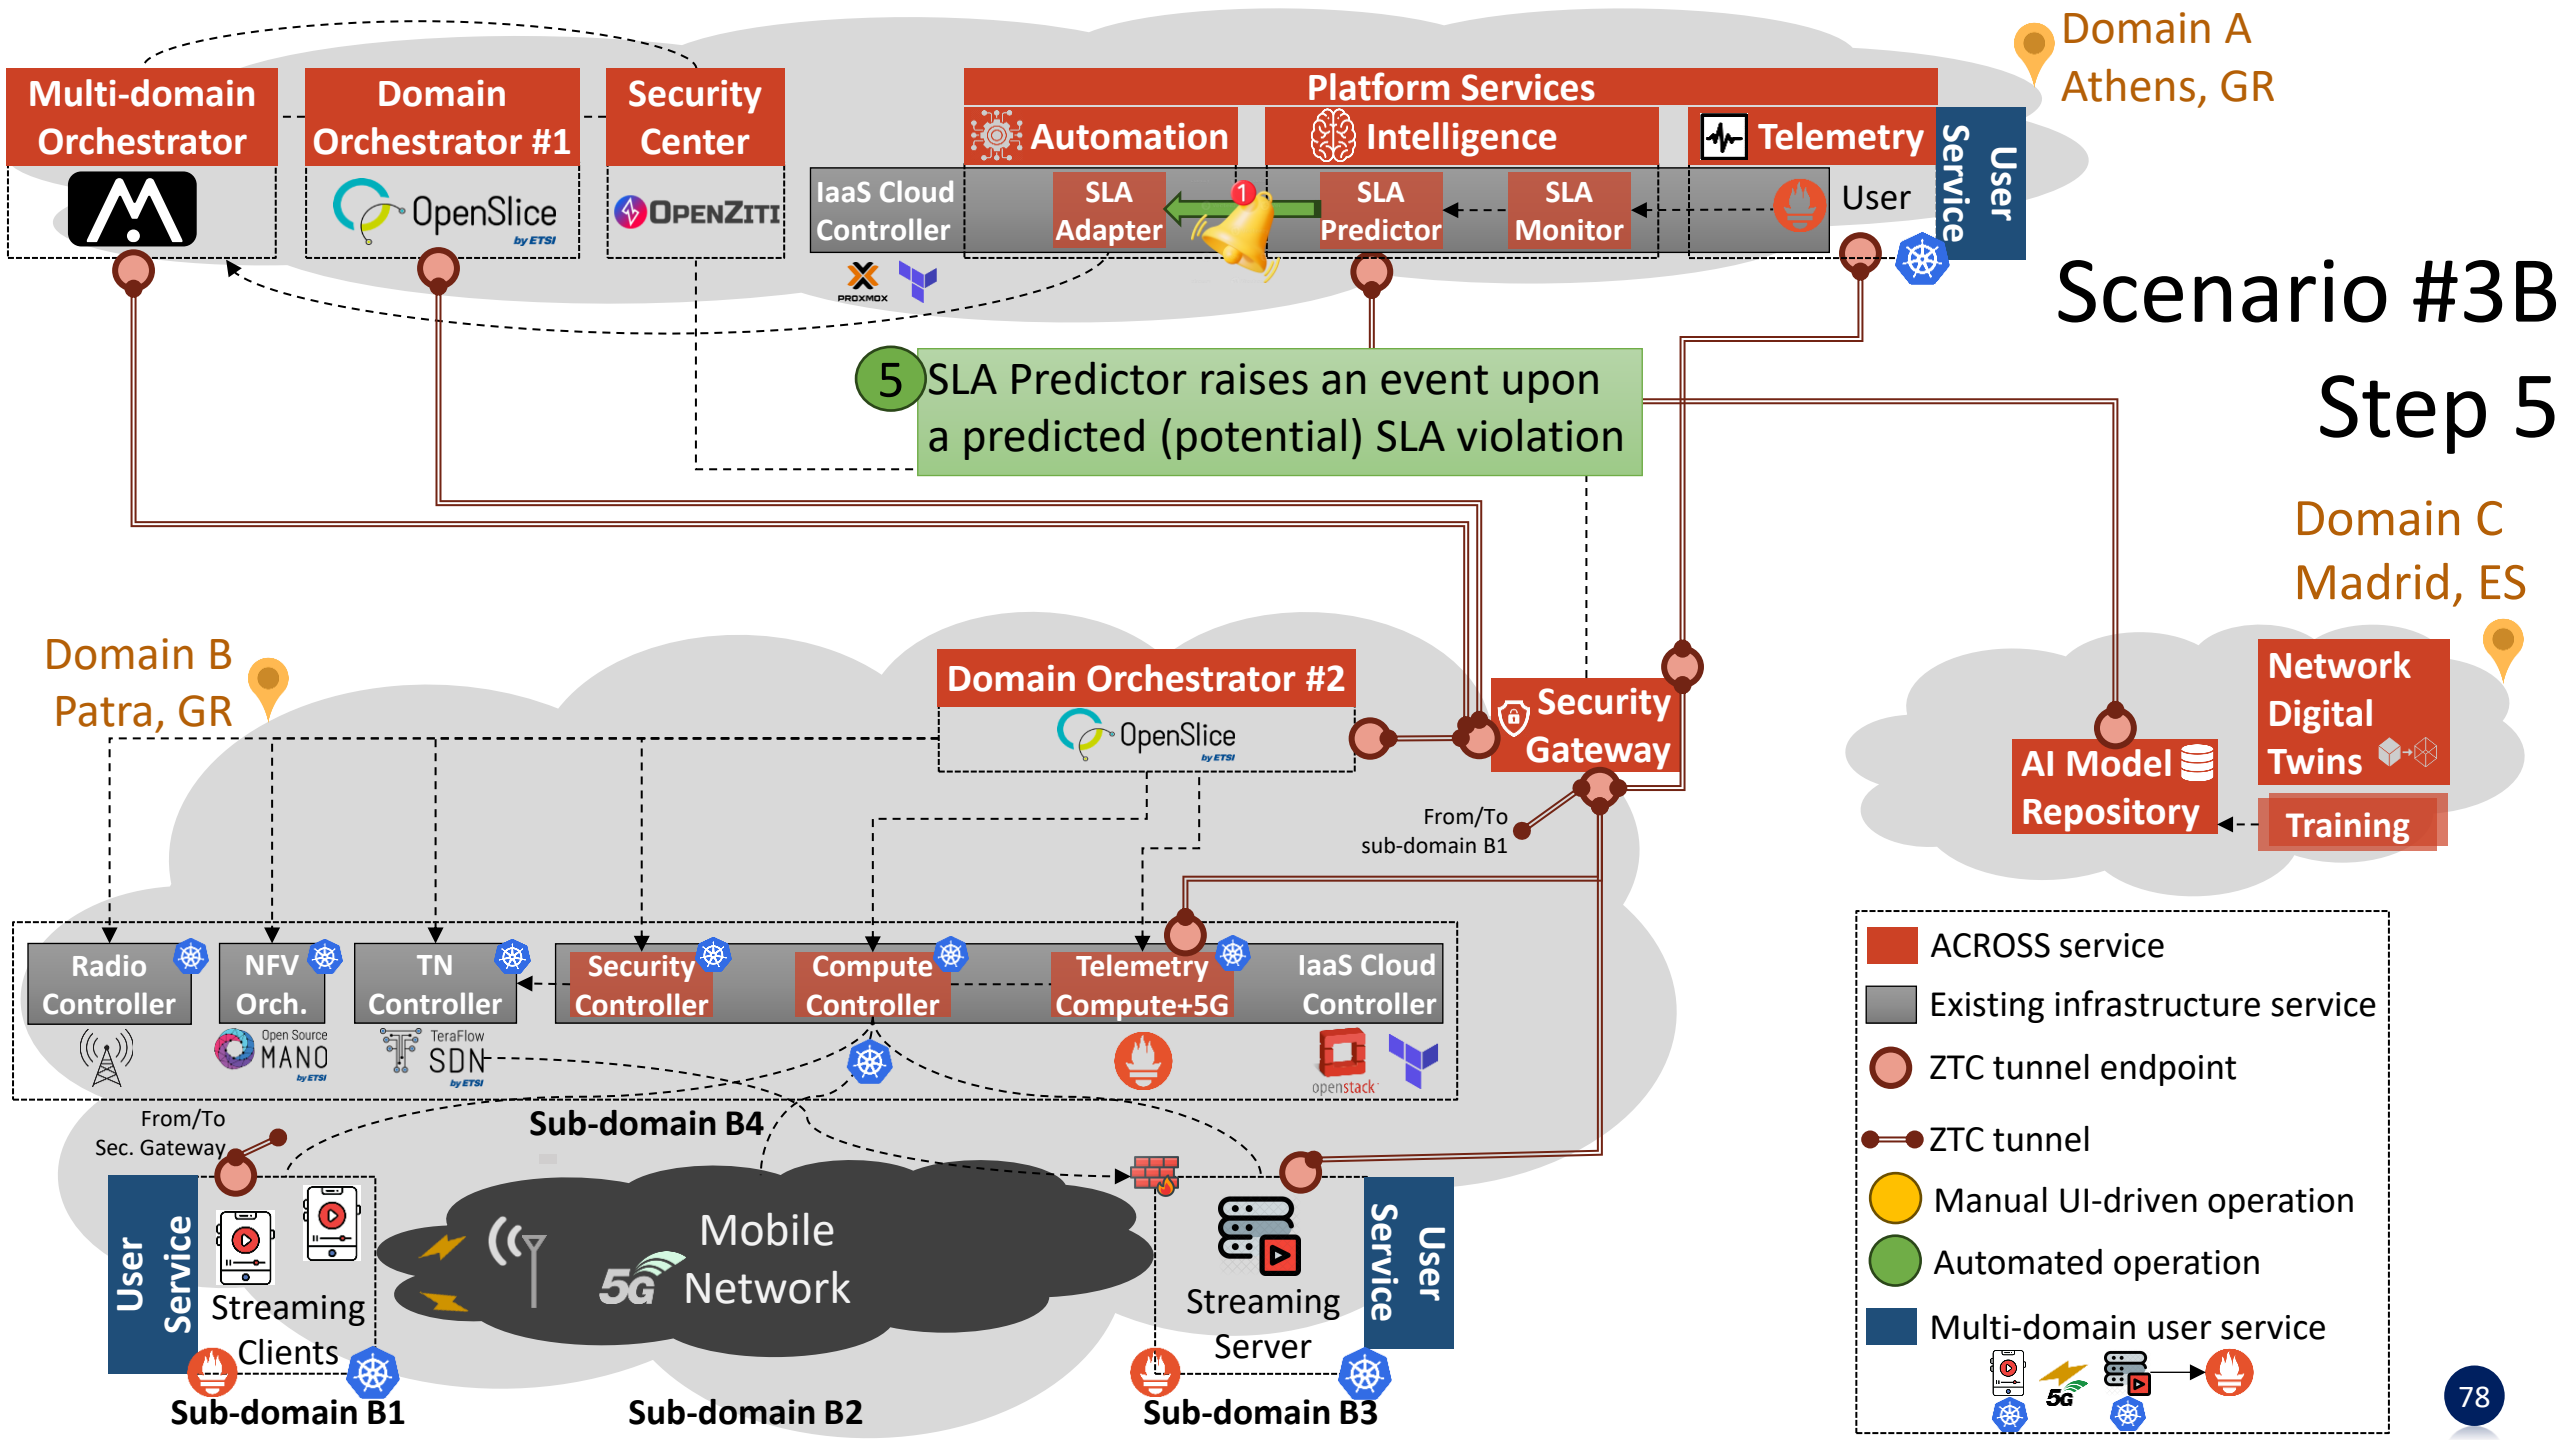 Domain A
Athens, GR
Multi-domain
Orchestrator
Domain
Orchestrator #1
Security
Center
Platform Services
Automation
Intelligence
Telemetry
User
Service
OpenSlice
by ETSI
OPENZITI
IaaS Cloud
Controller
SLA
Adapter
1
SLA
Predictor
SLA
Monitor
User
PROXMOX
Scenario #3B
Step 5
5
SLA Predictor raises an event upon
a predicted (potential) SLA violation
Domain C
Madrid, ES
Domain B
Patra, GR
Domain Orchestrator #2
OpenSlice
by ETSI
Security
Gateway
Network
Digital
Twins
AI Model
Repository
Training
From/To
sub-domain B1
Radio
Controller
NFV
Orch.
TN
Controller
Security
Controller
Compute
Controller
Telemetry
Compute+5G
IaaS Cloud
Controller
Open Source
MANO
by ETSI
TeraFlow
SDN
by ETSI
openstack
From/To
Sec. Gateway
Sub-domain B4
User
Service
Streaming
Clients
Sub-domain B1
5G
Mobile
Network
Sub-domain B2
Streaming
Server
User
Service
Sub-domain B3
ACROSS service
Existing infrastructure service
ZTC tunnel endpoint
ZTC tunnel
Manual UI-driven operation
Automated operation
Multi-domain user service
5G
78